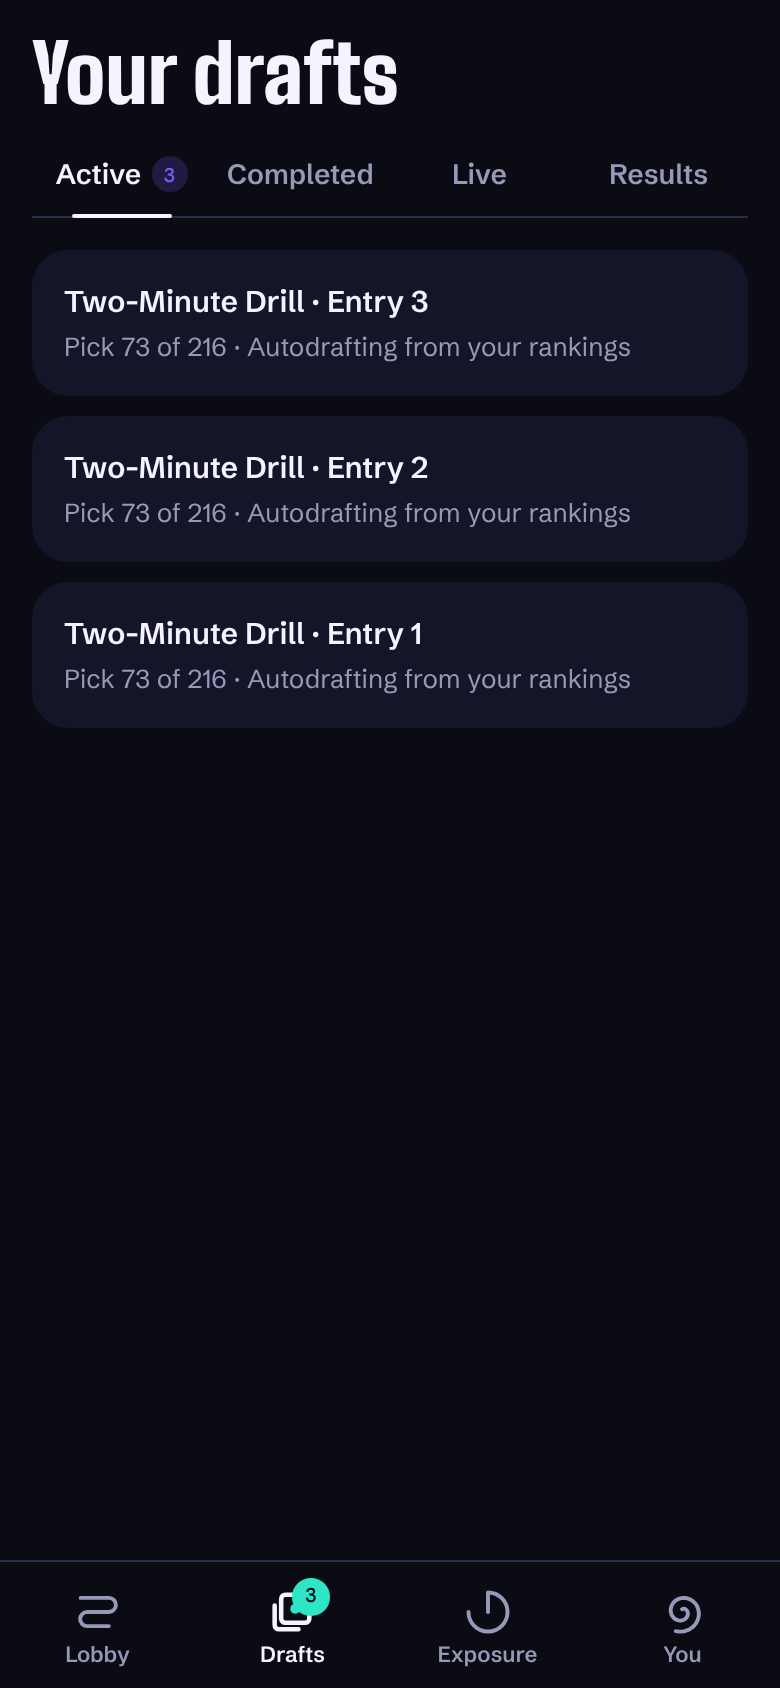 Your drafts
Active 3 Completed Live Results
Two-Minute Drill · Entry 3
Pick 73 of 216 · Autodrafting from your rankings
Two-Minute Drill · Entry 2
Pick 73 of 216 · Autodrafting from your rankings
Two-Minute Drill · Entry 1
Pick 73 of 216 · Autodrafting from your rankings
3
Lobby Drafts Exposure You